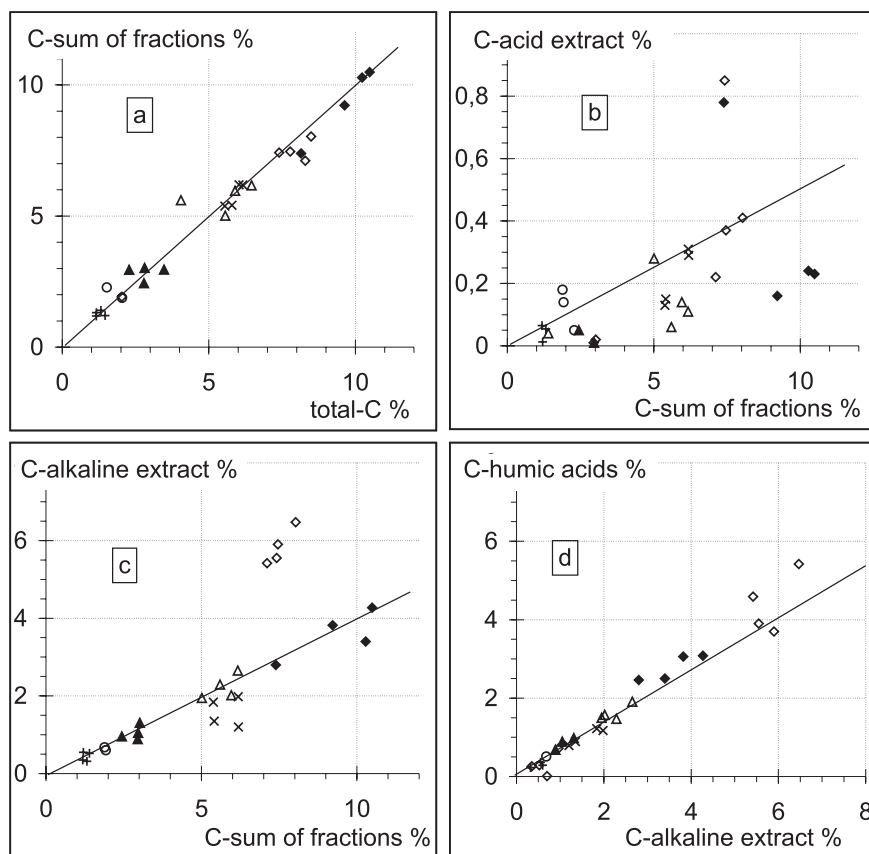 C-sum of fractions %
10
5
0
a
0
5
10
total-C %
C-acid extract %
0,8
0,6
0,4
0,2
0
b
0
5
10
C-sum of fractions %
C-alkaline extract %
6
4
2
0
c
0
5
10
C-sum of fractions %
C-humic acids %
6
4
2
0
d
0
2
4
6
8
C-alkaline extract %